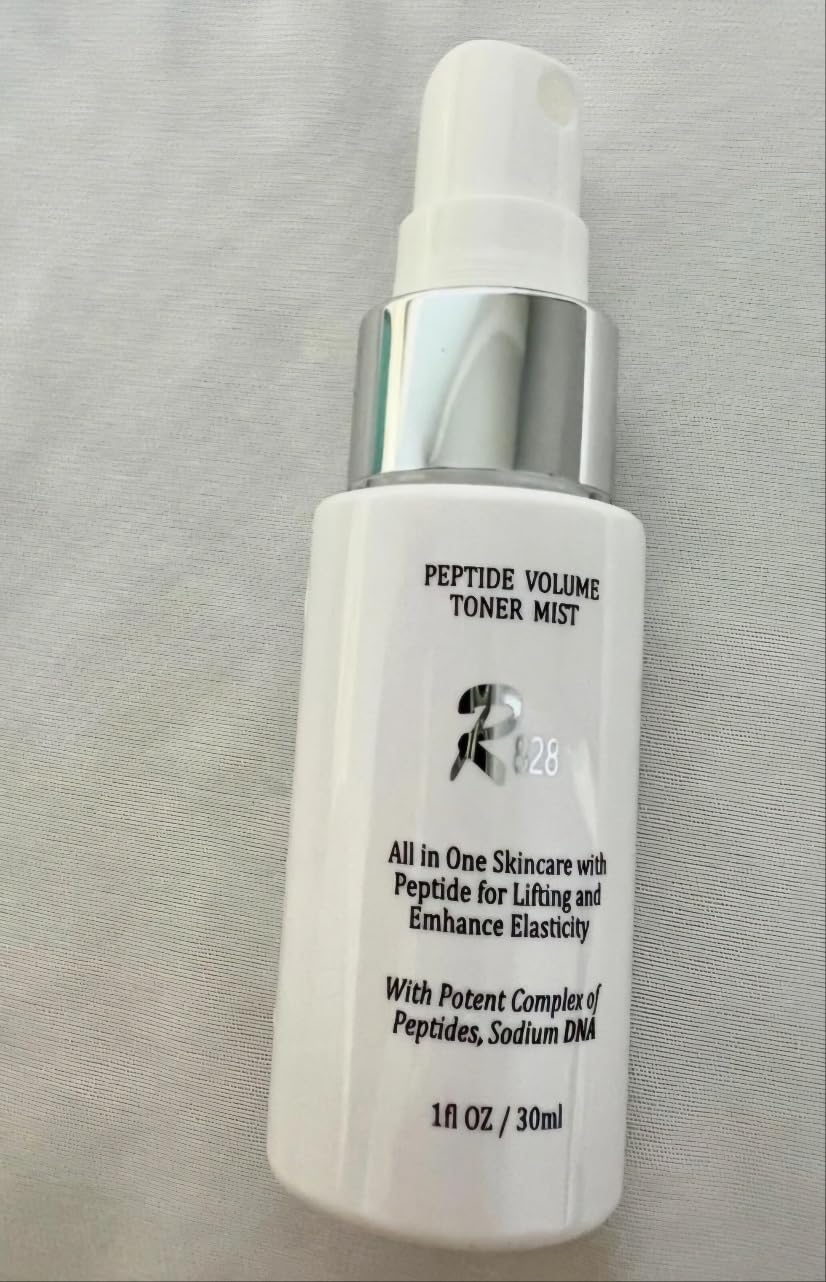 PEPTIDE VOLUME
TONER MIST
R828
All in One Skincare with
Peptide for Lifting and
Emhance Elasticity
With Potent Complex of
Peptides, Sodium DNA
1fl OZ / 30ml